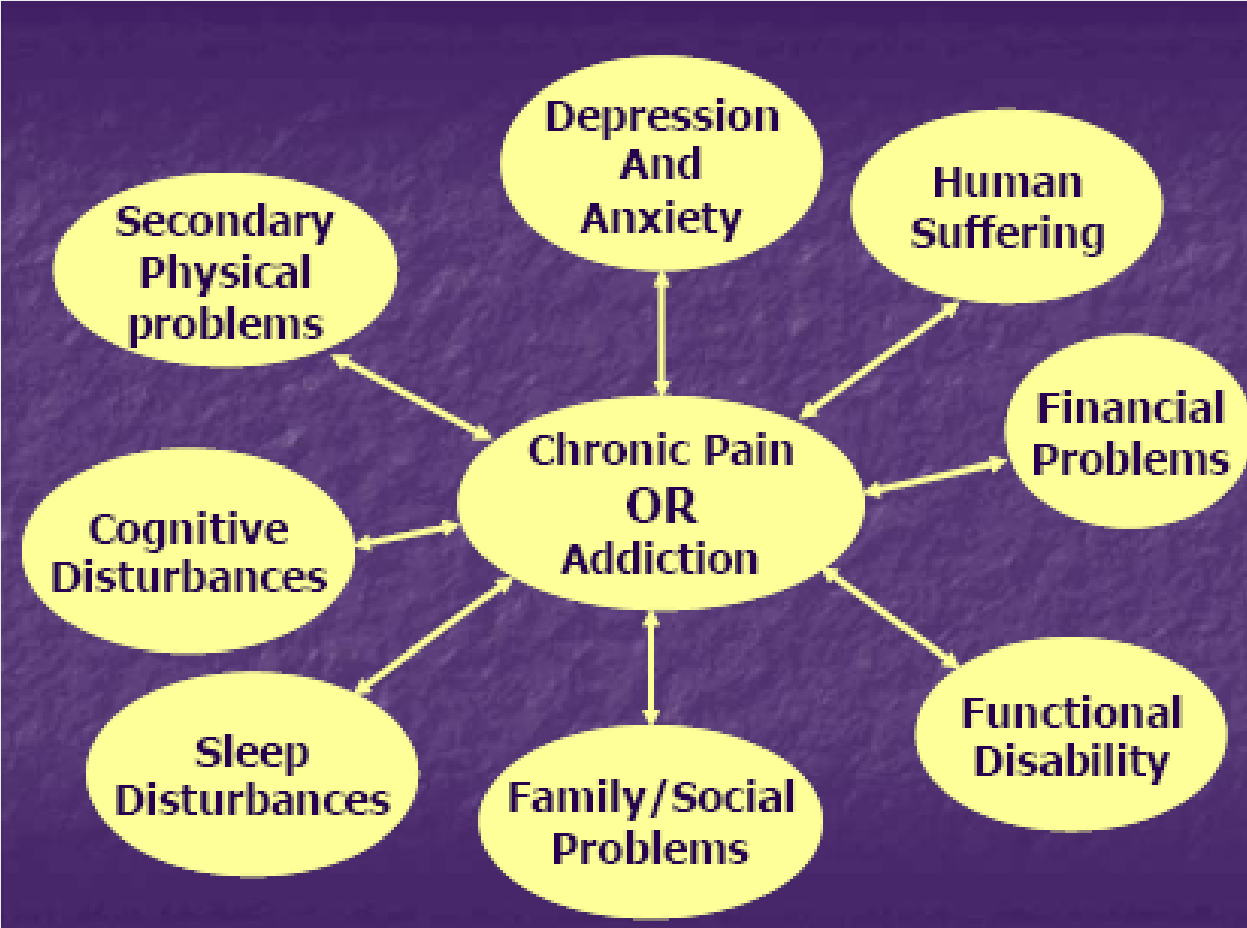 Depression
And
Anxiety
Human
Suffering
Secondary
Physical
problems
Financial
Problems
Chronic Pain
OR
Addiction
Cognitive
Disturbances
Functional
Disability
Sleep
Disturbances
Family/Social
Problems